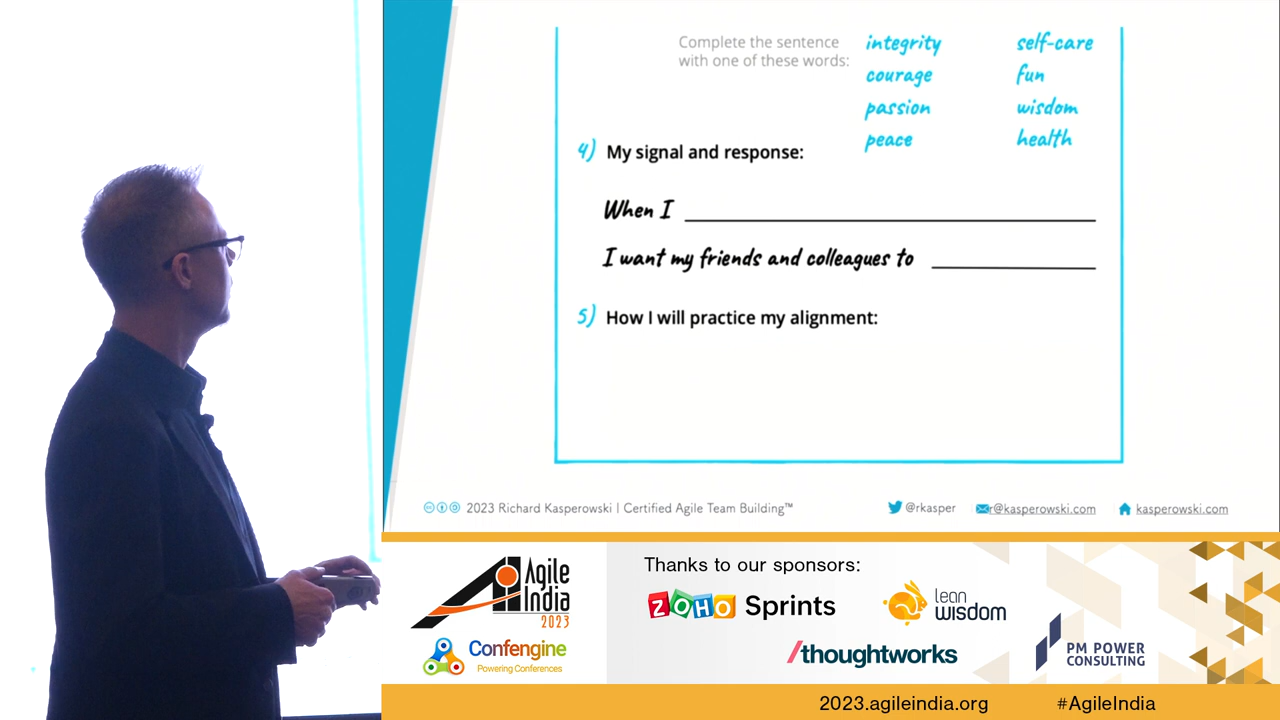 Complete the sentence
with one of these words:
integrity self-care
courage fun
passion wisdom
peace health
4) My signal and response:
When I
I want my friends and colleagues to
5) How I will practice my alignment:
2023 Richard Kasperowski | Certified Agile Team Building™
@rkasper
r@kasperowski.com
kasperowski.com
Agile
India
2023
Confengine
Powering Conferences
Thanks to our sponsors:
ZOHO Sprints
lean
wisdom
/thoughtworks
PM POWER
CONSULTING
2023.agileindia.org #AgileIndia